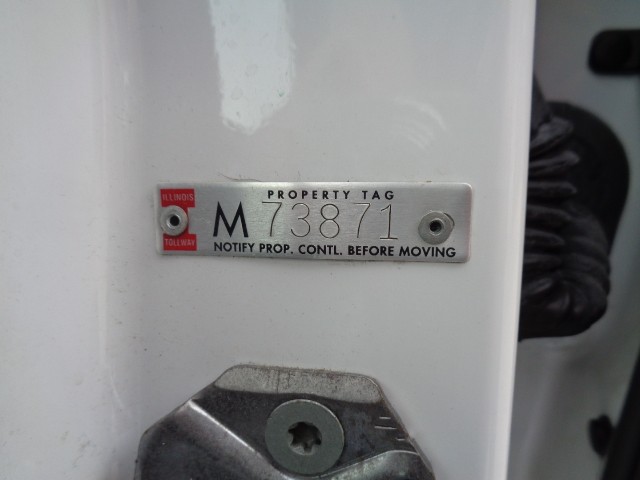 PROPERTY TAG
ILLINOIS
M 73871
TOLLWAY
NOTIFY PROP. CONTL. BEFORE MOVING